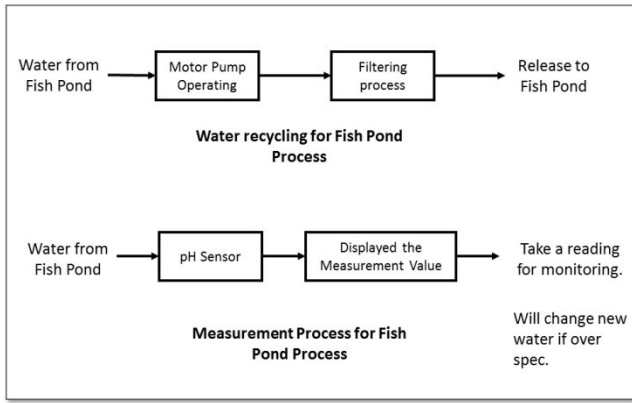 Water from
Fish Pond
Motor Pump
Operating
Filtering
process
Release to
Fish Pond
Water recycling for Fish Pond
Process
Water from
Fish Pond
pH Sensor
Displayed the
Measurement Value
Take a reading
for monitoring.
Will change new
water if over
spec.
Measurement Process for Fish
Pond Process